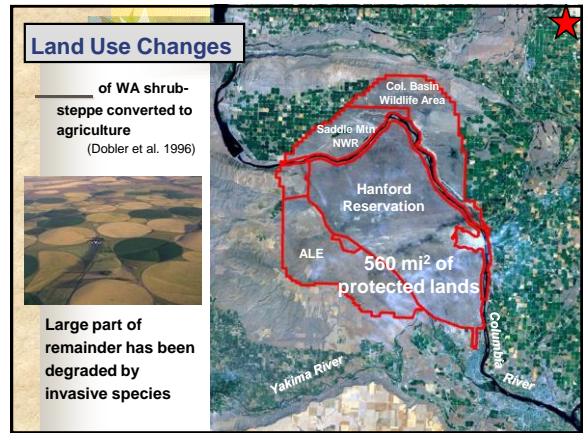 Land Use Changes
_____ of WA shrub-
steppe converted to
agriculture
(Dobler et al. 1996)
Large part of
remainder has been
degraded by
invasive species
Col. Basin
Wildlife Area
Saddle Mtn
NWR
Hanford
Reservation
ALE
560 mi² of
protected lands
Columbia
River
Yakima River